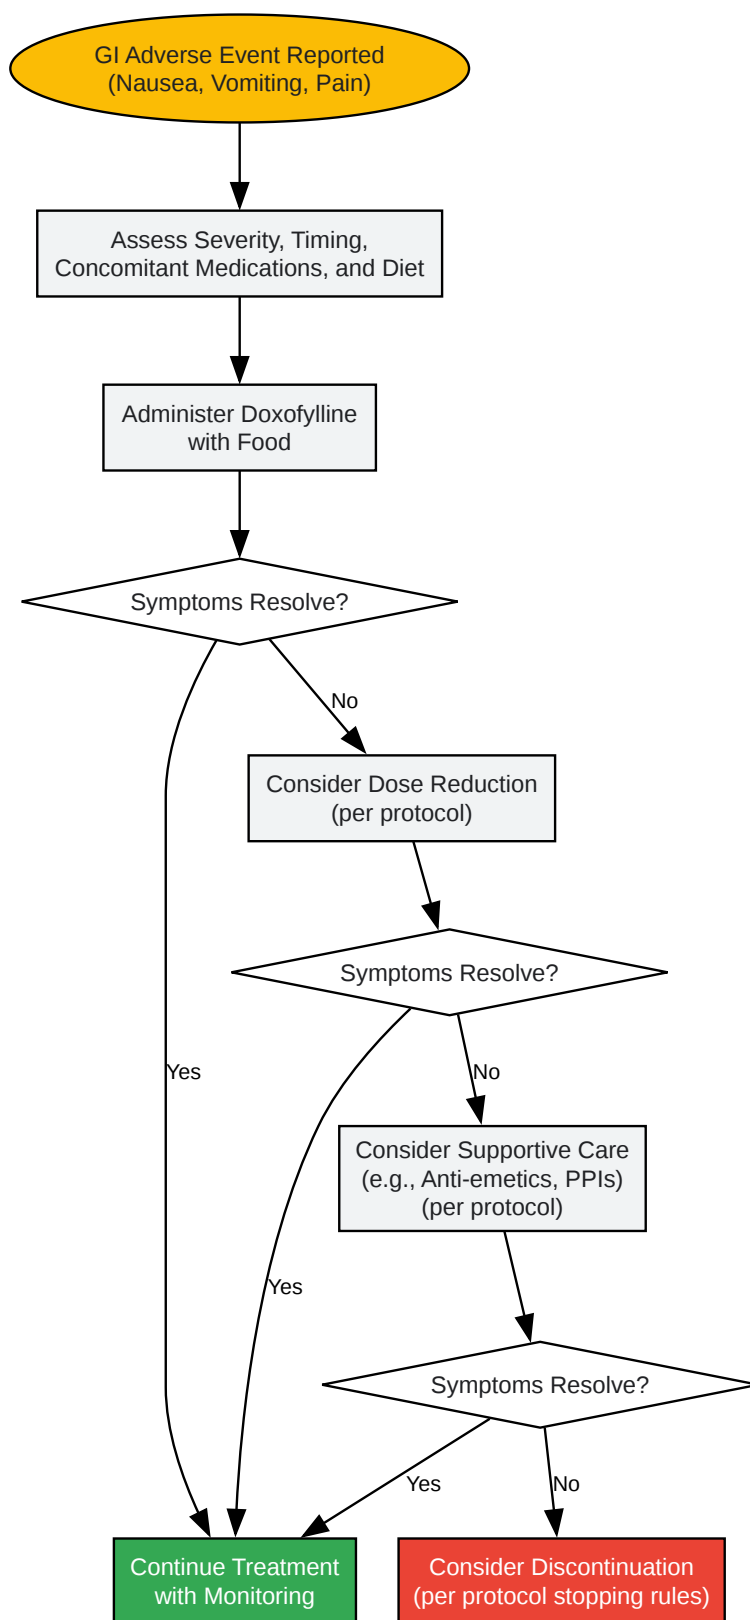 GI Adverse Event Reported
(Nausea, Vomiting, Pain)
Assess Severity, Timing,
Concomitant Medications, and Diet
Administer Doxofylline
with Food
Symptoms Resolve?
No
Consider Dose Reduction
(per protocol)
Symptoms Resolve?
Yes
No
Consider Supportive Care
(e.g., Anti-emetics, PPIs)
(per protocol)
Yes
Symptoms Resolve?
Yes
No
Continue Treatment
with Monitoring
Consider Discontinuation
(per protocol stopping rules)